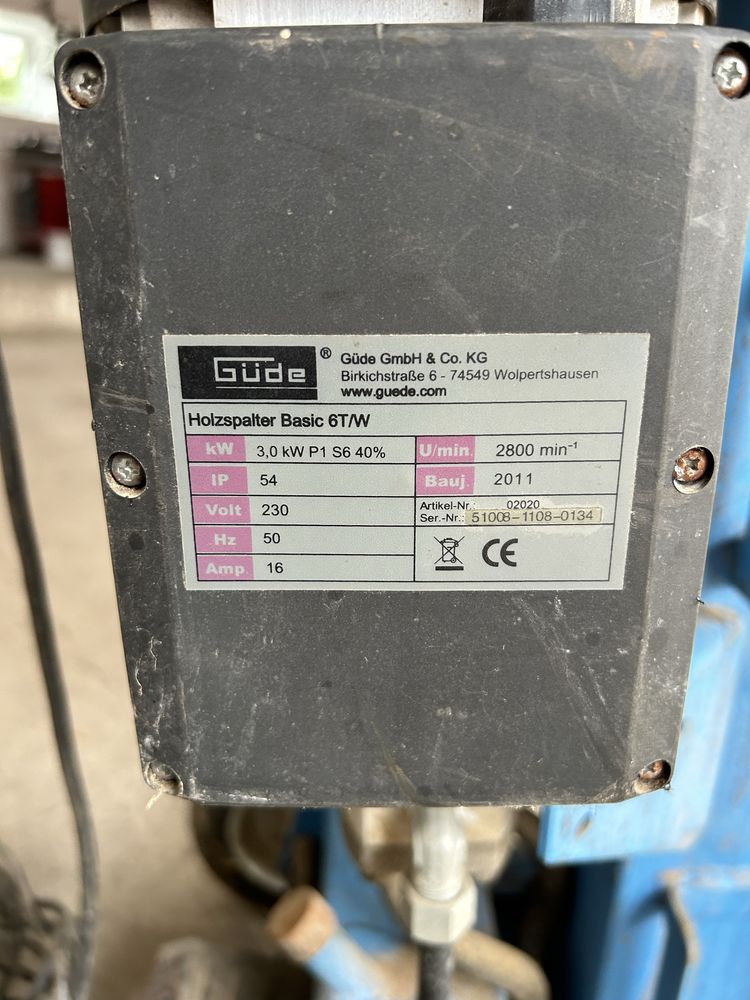 Güde ® Güde GmbH & Co. KG
Birkichstraße 6 - 74549 Wolpertshausen
www.guede.com
Holzspalter Basic 6T/W
kW 3,0 kW P1 S6 40% U/min. 2800 min⁻¹
IP 54 Bauj. 2011
Volt 230 Artikel-Nr.: 02020
Ser.-Nr.: 51008-1108-0134
Hz 50 CE
Amp. 16